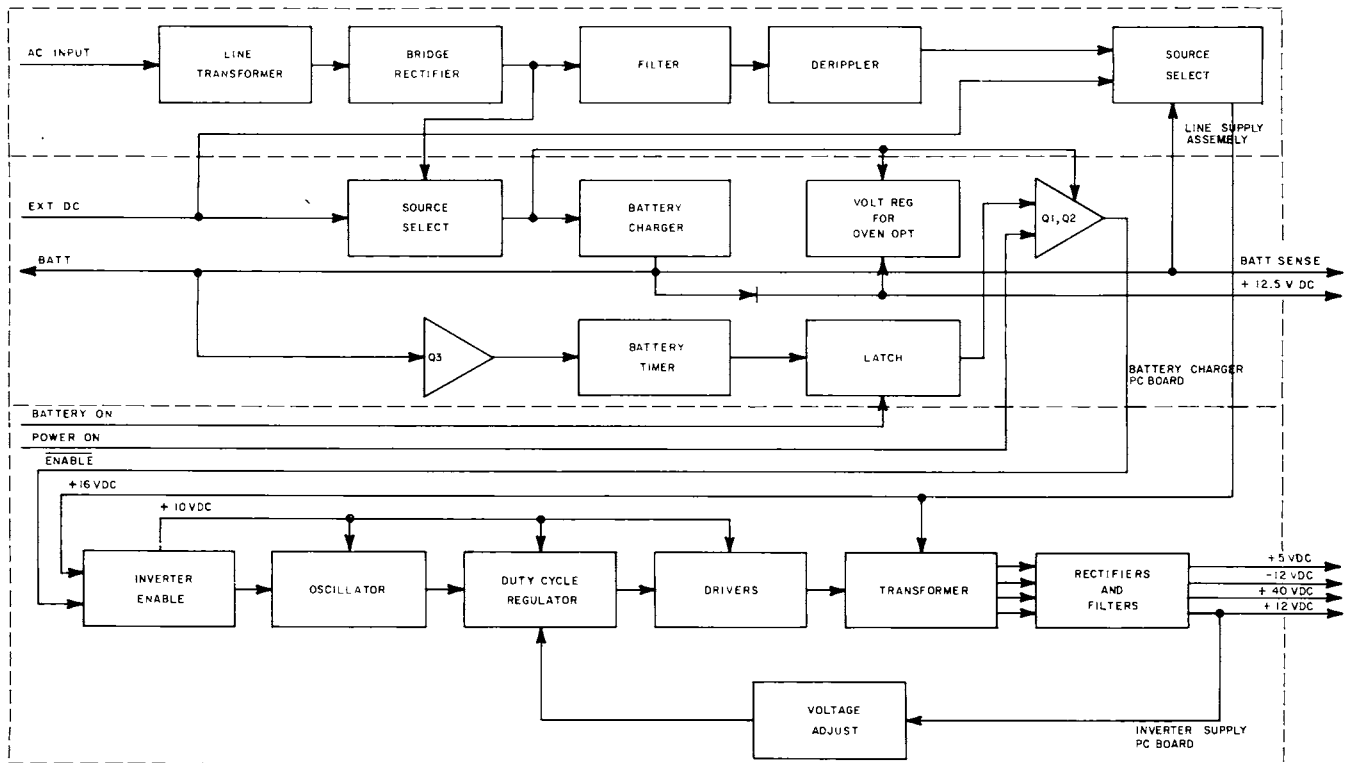 AC INPUT
LINE
TRANSFORMER
BRIDGE
RECTIFIER
FILTER
DERIPPLER
SOURCE
SELECT
LINE SUPPLY
ASSEMBLY
EXT DC
SOURCE
SELECT
BATTERY
CHARGER
VOLT REG
FOR
OVEN OPT
Q1, Q2
BATT
BATT SENSE
+ 12.5 V DC
Q3
BATTERY
TIMER
LATCH
BATTERY CHARGER
PC BOARD
BATTERY ON
POWER ON
ENABLE
+16 VDC
+ 10 VDC
INVERTER
ENABLE
OSCILLATOR
DUTY CYCLE
REGULATOR
DRIVERS
TRANSFORMER
RECTIFIERS
AND
FILTERS
+5 VDC
-12 VDC
+ 40 VDC
+ 12 VDC
VOLTAGE
ADJUST
INVERTER SUPPLY
PC BOARD